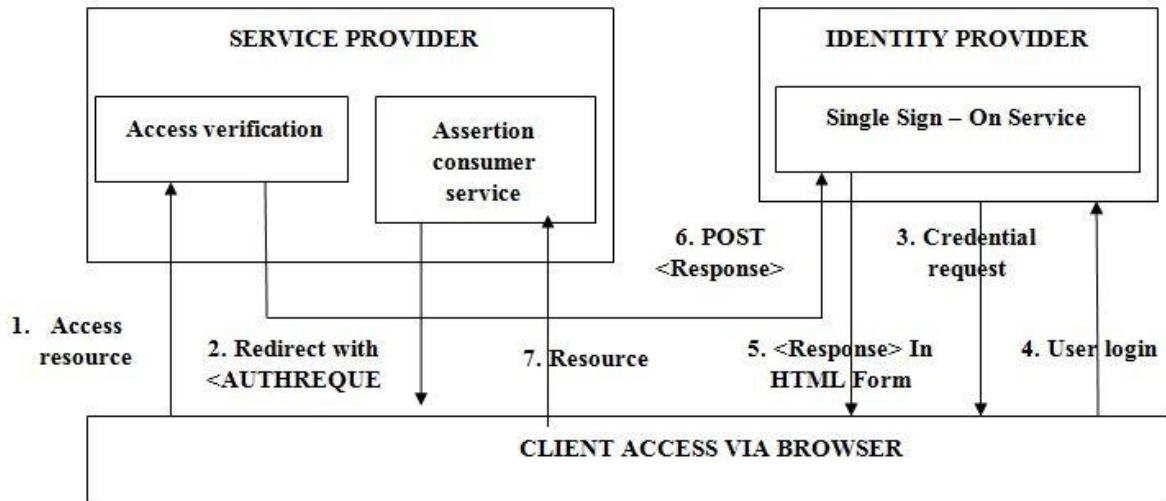 SERVICE PROVIDER
Access verification
Assertion
consumer
service
IDENTITY PROVIDER
Single Sign – On Service
6. POST
<Response>
3. Credential
request
1. Access
resource
2. Redirect with
<AUTHREQUE
7. Resource
5. <Response> In
HTML Form
4. User login
CLIENT ACCESS VIA BROWSER